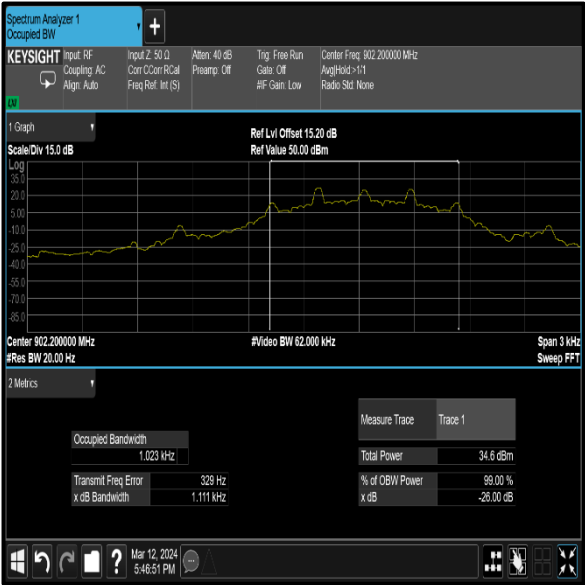 Spectrum Analyzer 1
Occupied BW
+
KEYSIGHT Input: RF Input Z: 50 Ω Atten: 40 dB Trig: Free Run Center Freq: 902.200000 MHz
Coupling: AC Corr CCorr RCal Preamp: Off Gate: Off Avg|Hold:>1/1
Align: Auto Freq Ref: Int (S) #IF Gain: Low Radio Std: None
LXI
1 Graph
Ref Lvl Offset 15.20 dB
Scale/Div 15.0 dB Ref Value 50.00 dBm
Log
35.0
20.0
5.00
-10.0
-25.0
-40.0
-55.0
-70.0
-85.0
Center 902.200000 MHz #Video BW 62.000 kHz Span 3 kHz
#Res BW 20.00 Hz Sweep FFT
2 Metrics
Measure Trace Trace 1
Occupied Bandwidth
1.023 kHz
Total Power 34.6 dBm
Transmit Freq Error 329 Hz % of OBW Power 99.00 %
x dB Bandwidth 1.111 kHz x dB -26.00 dB
? Mar 12, 2024
5:46:51 PM